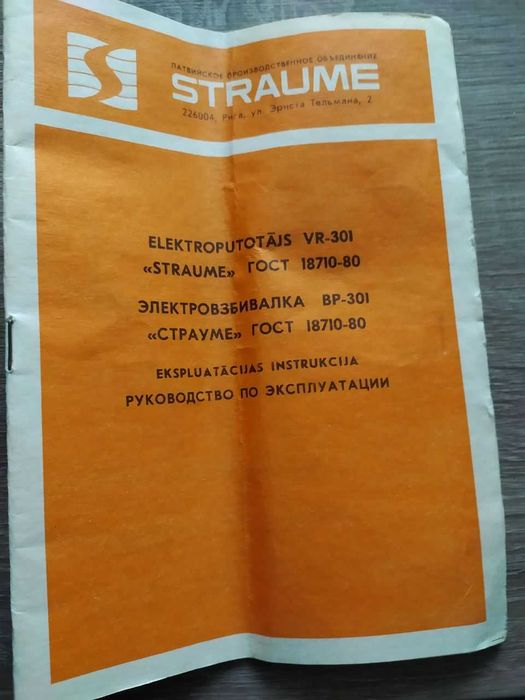 ЛАТВИЙСКОЕ ПРОИЗВОДСТВЕННОЕ ОБЪЕДИНЕНИЕ
STRAUME
226004, Рига, ул. Эрнста Тельмана, 2
ELEKTROPUTOTĀJS VR-301
«STRAUME» ГОСТ 18710-80
ЭЛЕКТРОВЗБИВАЛКА ВР-301
«СТРАУМЕ» ГОСТ 18710-80
EKSPLUATĀCIJAS INSTRUKCIJA
РУКОВОДСТВО ПО ЭКСПЛУАТАЦИИ